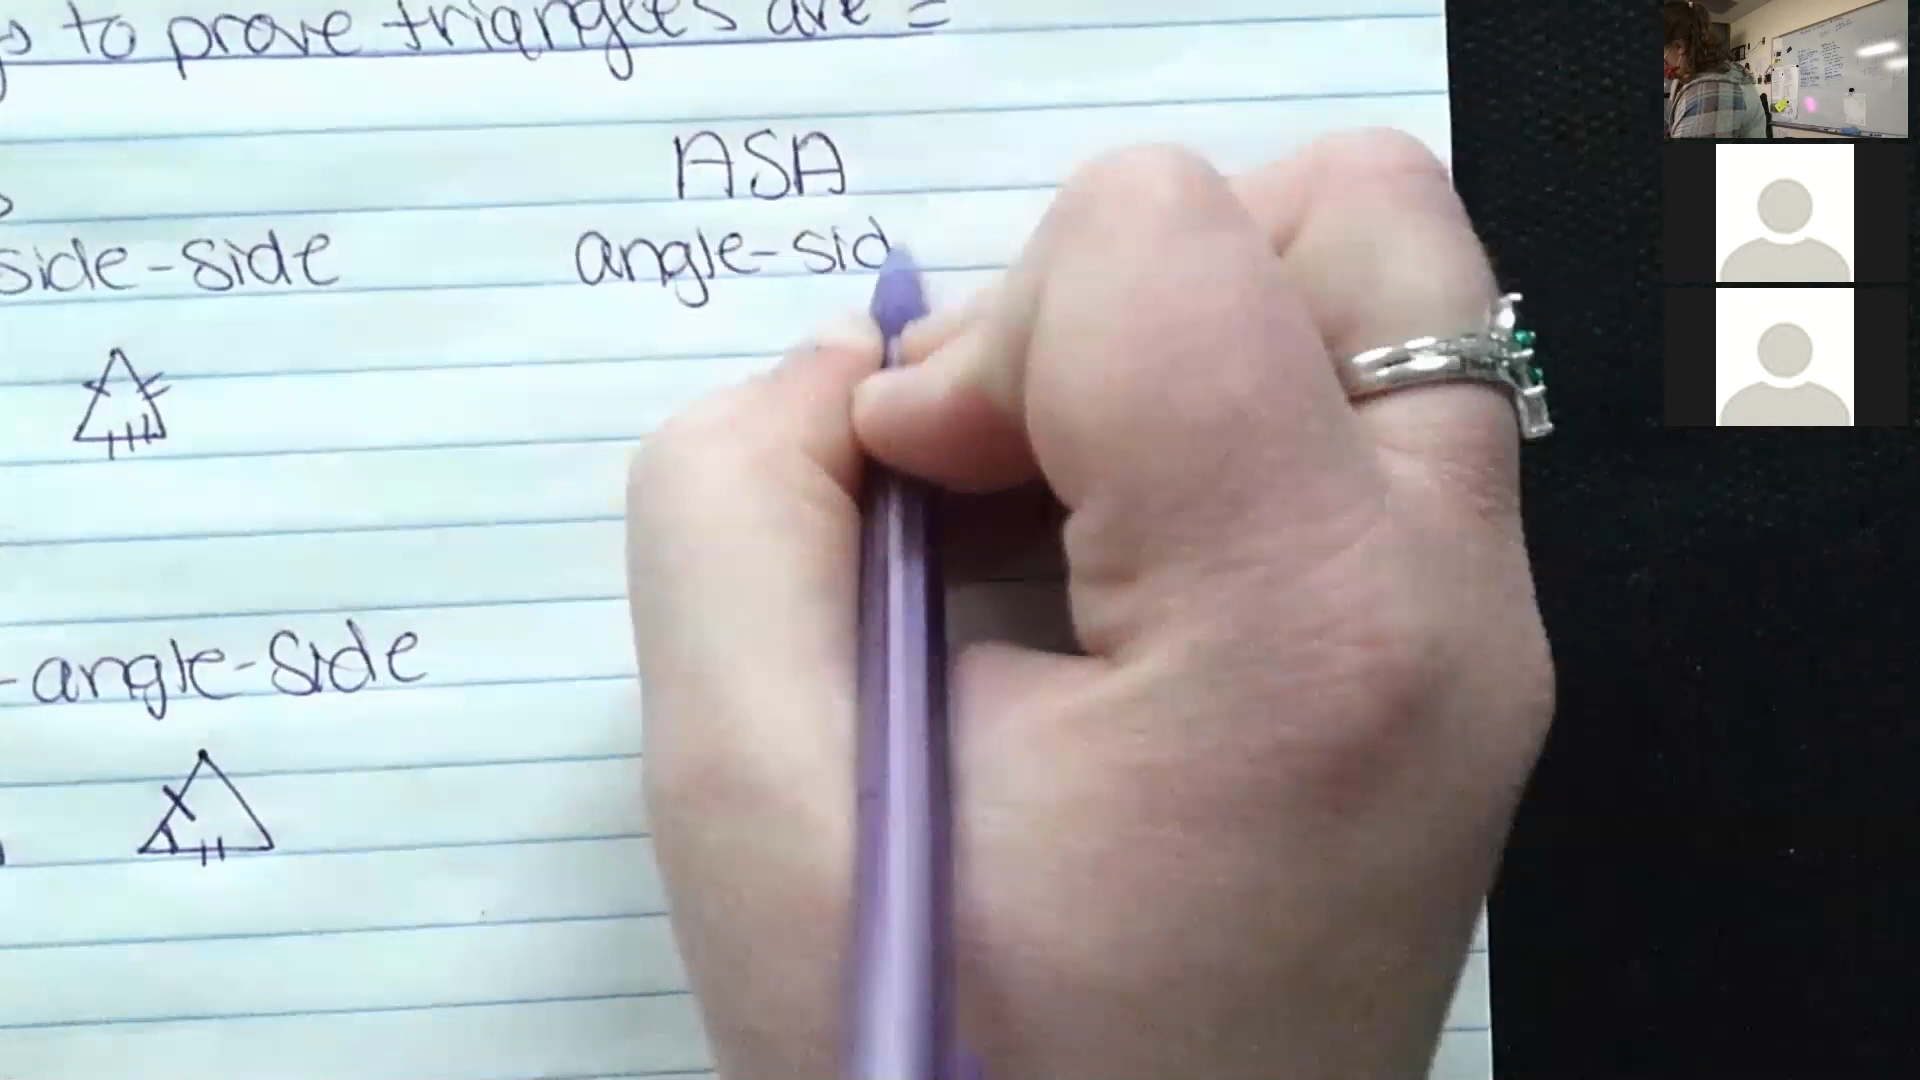 to prove triangles are =
ASA
side-side
angle-sid
-angle-side